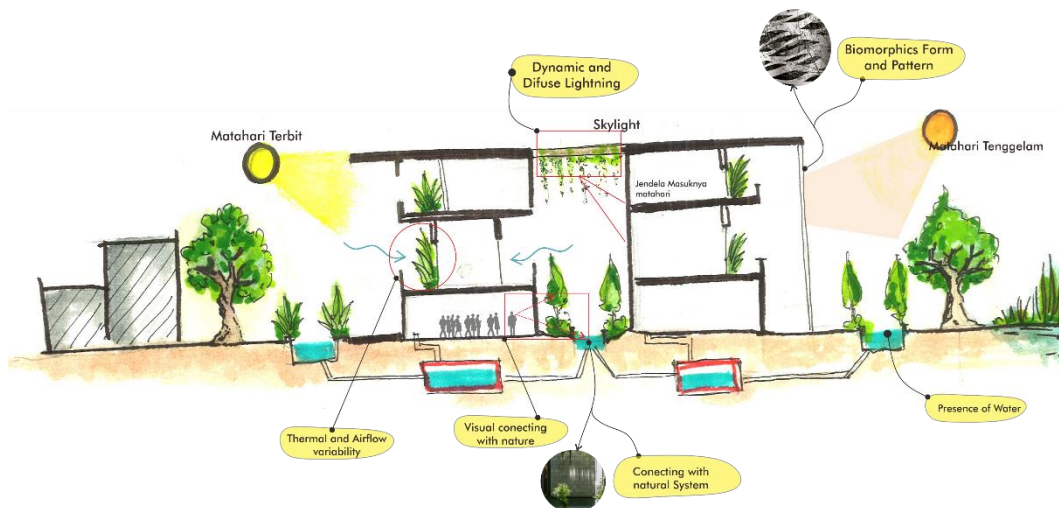 Dynamic and
Difuse Lightning
Biomorphics Form
and Pattern
Matahari Terbit
Skylight
Matahari Tenggelam
Jendela Masuknya
matahari
Thermal and Airflow
variability
Visual conecting
with nature
Conecting with
natural System
Presence of Water